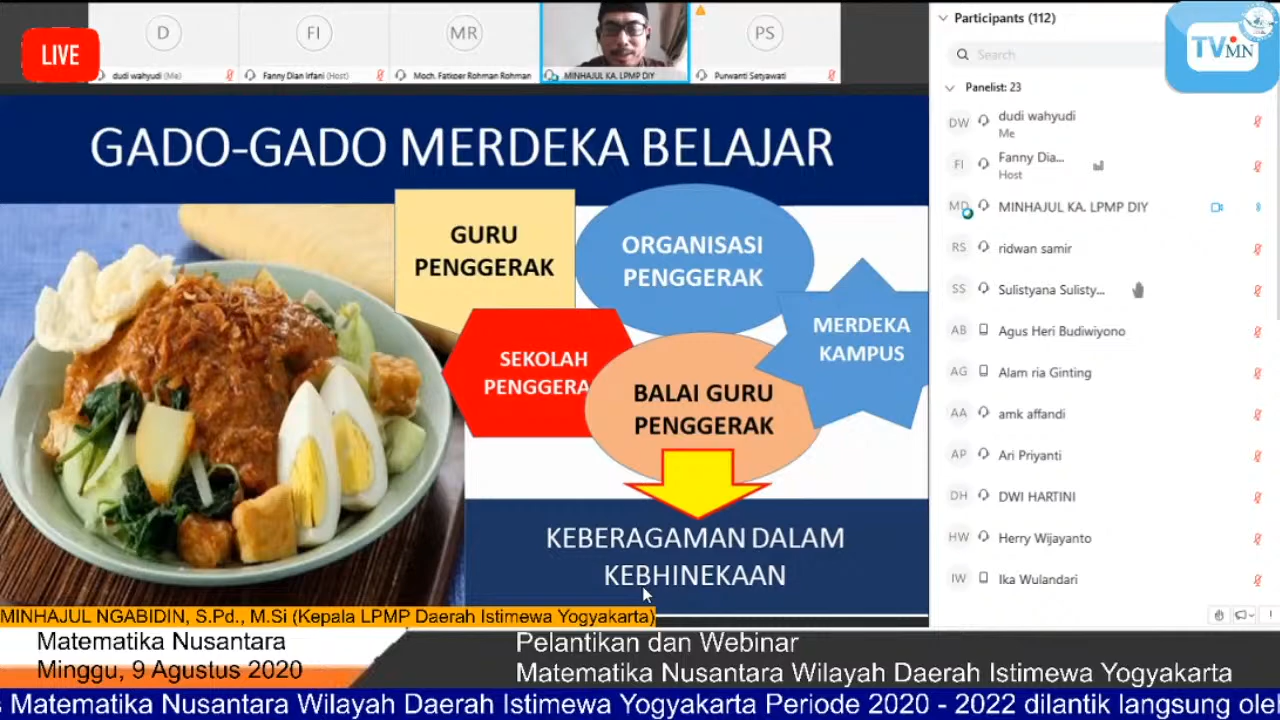 LIVE
D
dudi wahyudi (Me)
FI
Fanny Dian Irfani (Host)
MR
Moch. Fatkoer Rohman Rohman
MINHAJUL KA. LPMP DIY
PS
Purwanti Setyawati
Participants (112)
Search
TVMN
Panelist: 23
DW
dudi wahyudi
Me
FI
Fanny Dia...
Host
MD
MINHAJUL KA. LPMP DIY
RS
ridwan samir
SS
Sulistyana Sulisty...
AB
Agus Heri Budiwiyono
AG
Alam ria Ginting
AA
amk affandi
AP
Ari Priyanti
DH
DWI HARTINI
HW
Herry Wijayanto
IW
Ika Wulandari
GADO-GADO MERDEKA BELAJAR
GURU
PENGGERAK
ORGANISASI
PENGGERAK
MERDEKA
KAMPUS
SEKOLAH
PENGGERA
BALAI GURU
PENGGERAK
KEBERAGAMAN DALAM
KEBHINEKAAN
MINHAJUL NGABIDIN, S.Pd., M.Si (Kepala LPMP Daerah Istimewa Yogyakarta)
Matematika Nusantara
Minggu, 9 Agustus 2020
Pelantikan dan Webinar
Matematika Nusantara Wilayah Daerah Istimewa Yogyakarta
s Matematika Nusantara Wilayah Daerah Istimewa Yogyakarta Periode 2020 - 2022 dilantik langsung oleh